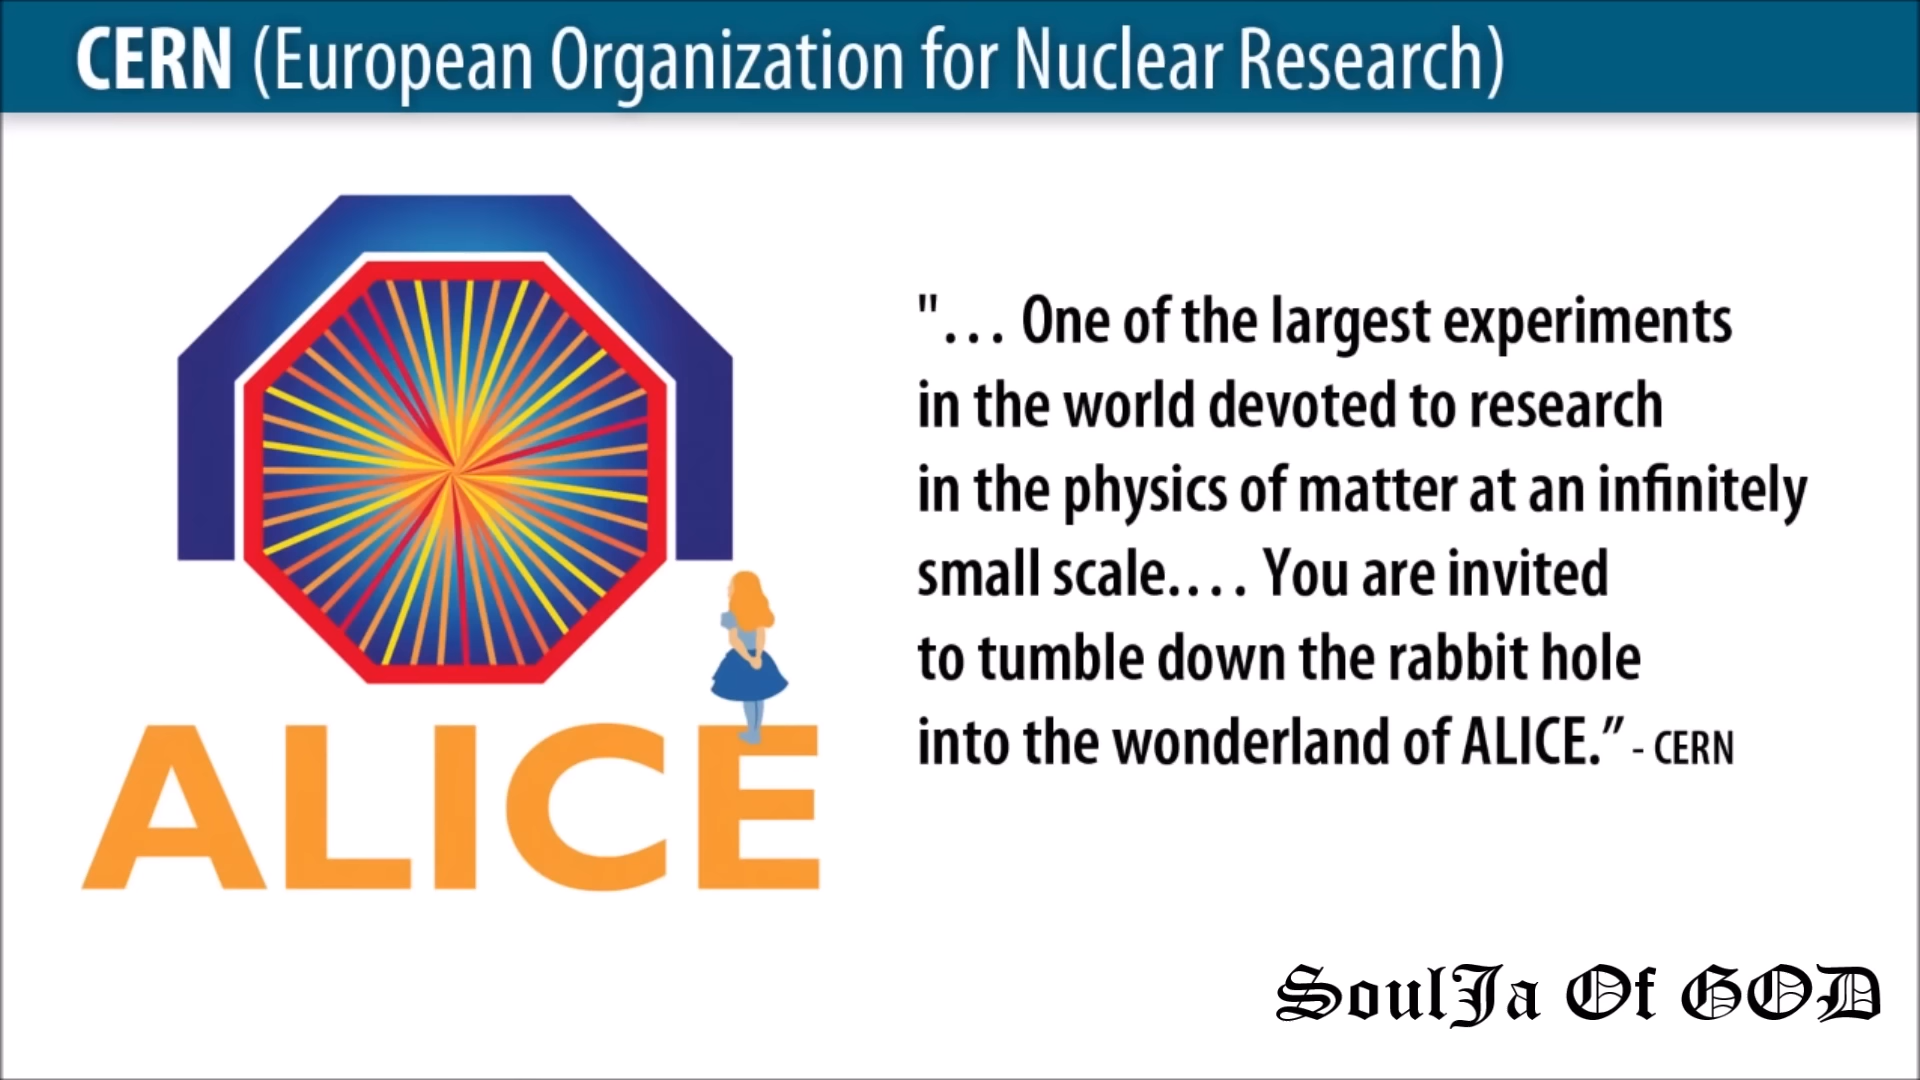 CERN (European Organization for Nuclear Research)
"... One of the largest experiments
in the world devoted to research
in the physics of matter at an infinitely
small scale.... You are invited
to tumble down the rabbit hole
into the wonderland of ALICE.” - CERN
ALICE
SoulJa Of GOD